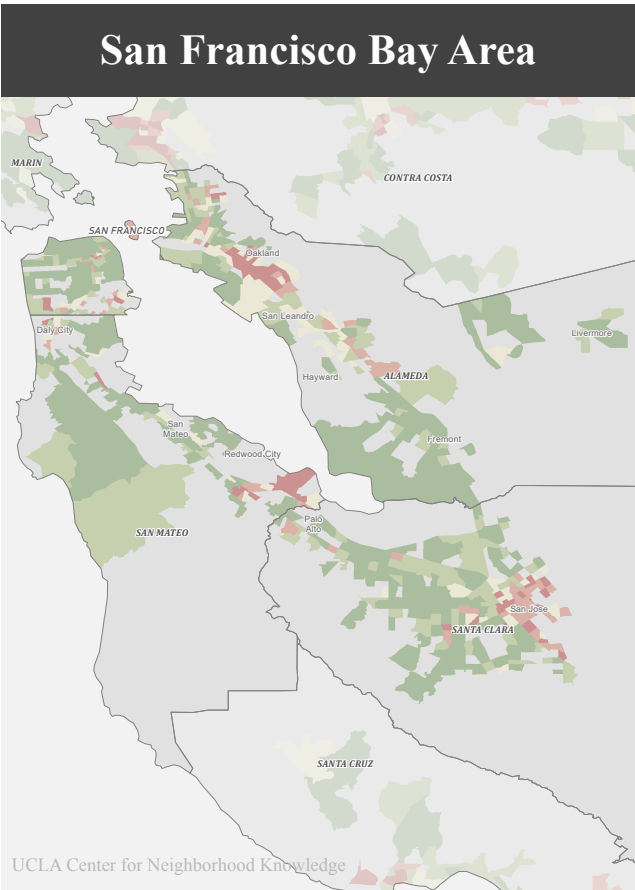 San Francisco Bay Area
MARIN
CONTRA COSTA
SAN FRANCISCO
Oakland
San Leandro
Daly City
Livermore
Hayward
ALAMEDA
San
Mateo
Fremont
Redwood City
Palo
Alto
SAN MATEO
San Jose
SANTA CLARA
SANTA CRUZ
UCLA Center for Neighborhood Knowledge